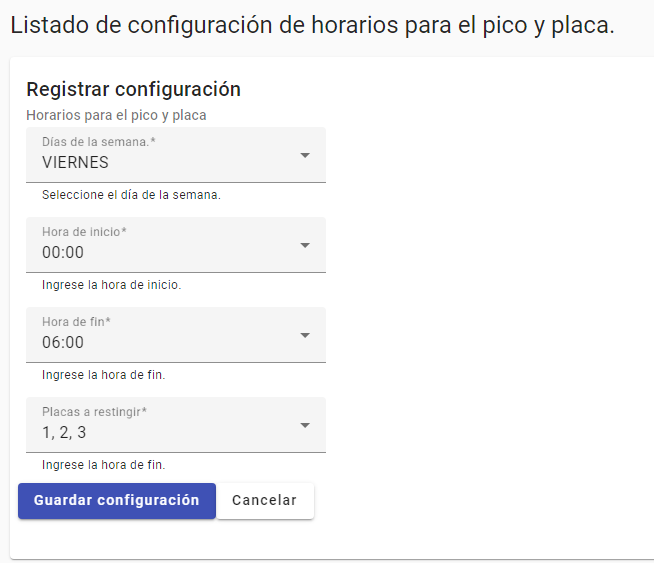 Listado de configuración de horarios para el pico y placa.
Registrar configuración
Horarios para el pico y placa
Días de la semana.*
VIERNES
Seleccione el día de la semana.
Hora de inicio*
00:00
Ingrese la hora de inicio.
Hora de fin*
06:00
Ingrese la hora de fin.
Placas a restingir*
1, 2, 3
Ingrese la hora de fin.
Guardar configuración Cancelar